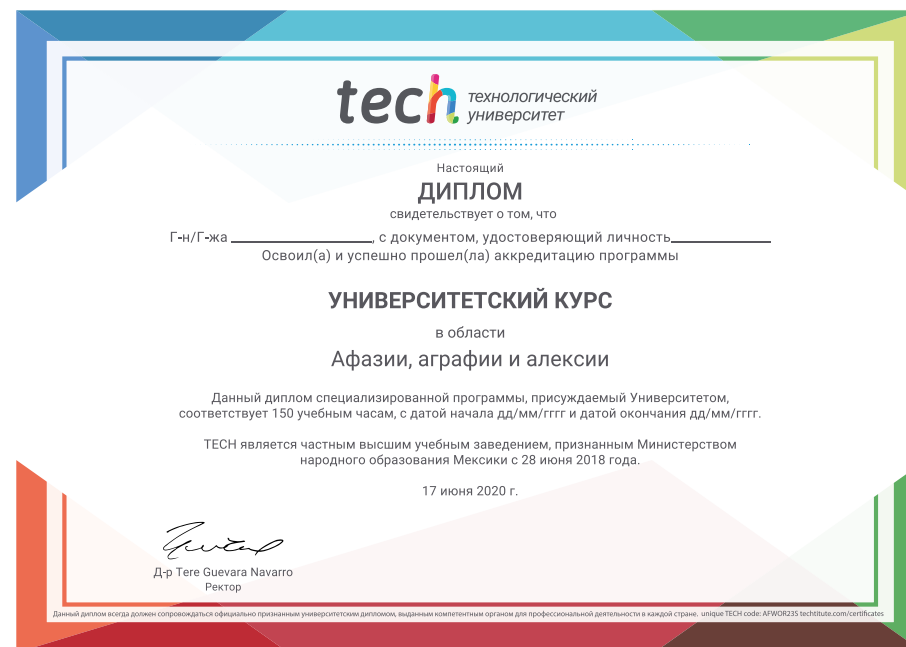 tech технологический
университет
Настоящий
ДИПЛОМ
свидетельствует о том, что
Г-н/Г-жа ____________________, с документом, удостоверяющий личность______________
Освоил(а) и успешно прошел(ла) аккредитацию программы
УНИВЕРСИТЕТСКИЙ КУРС
в области
Афазии, аграфии и алексии
Данный диплом специализированной программы, присуждаемый Университетом,
соответствует 150 учебным часам, с датой начала дд/мм/гггг и датой окончания дд/мм/гггг.
TECH является частным высшим учебным заведением, признанным Министерством
народного образования Мексики с 28 июня 2018 года.
17 июня 2020 г.
Д-р Tere Guevara Navarro
Ректор
Данный диплом всегда должен сопровождаться официально признанным университетским дипломом, выданным компетентным органом для профессиональной деятельности в каждой стране. unique TECH code: AFWOR23S techtitute.com/certificates